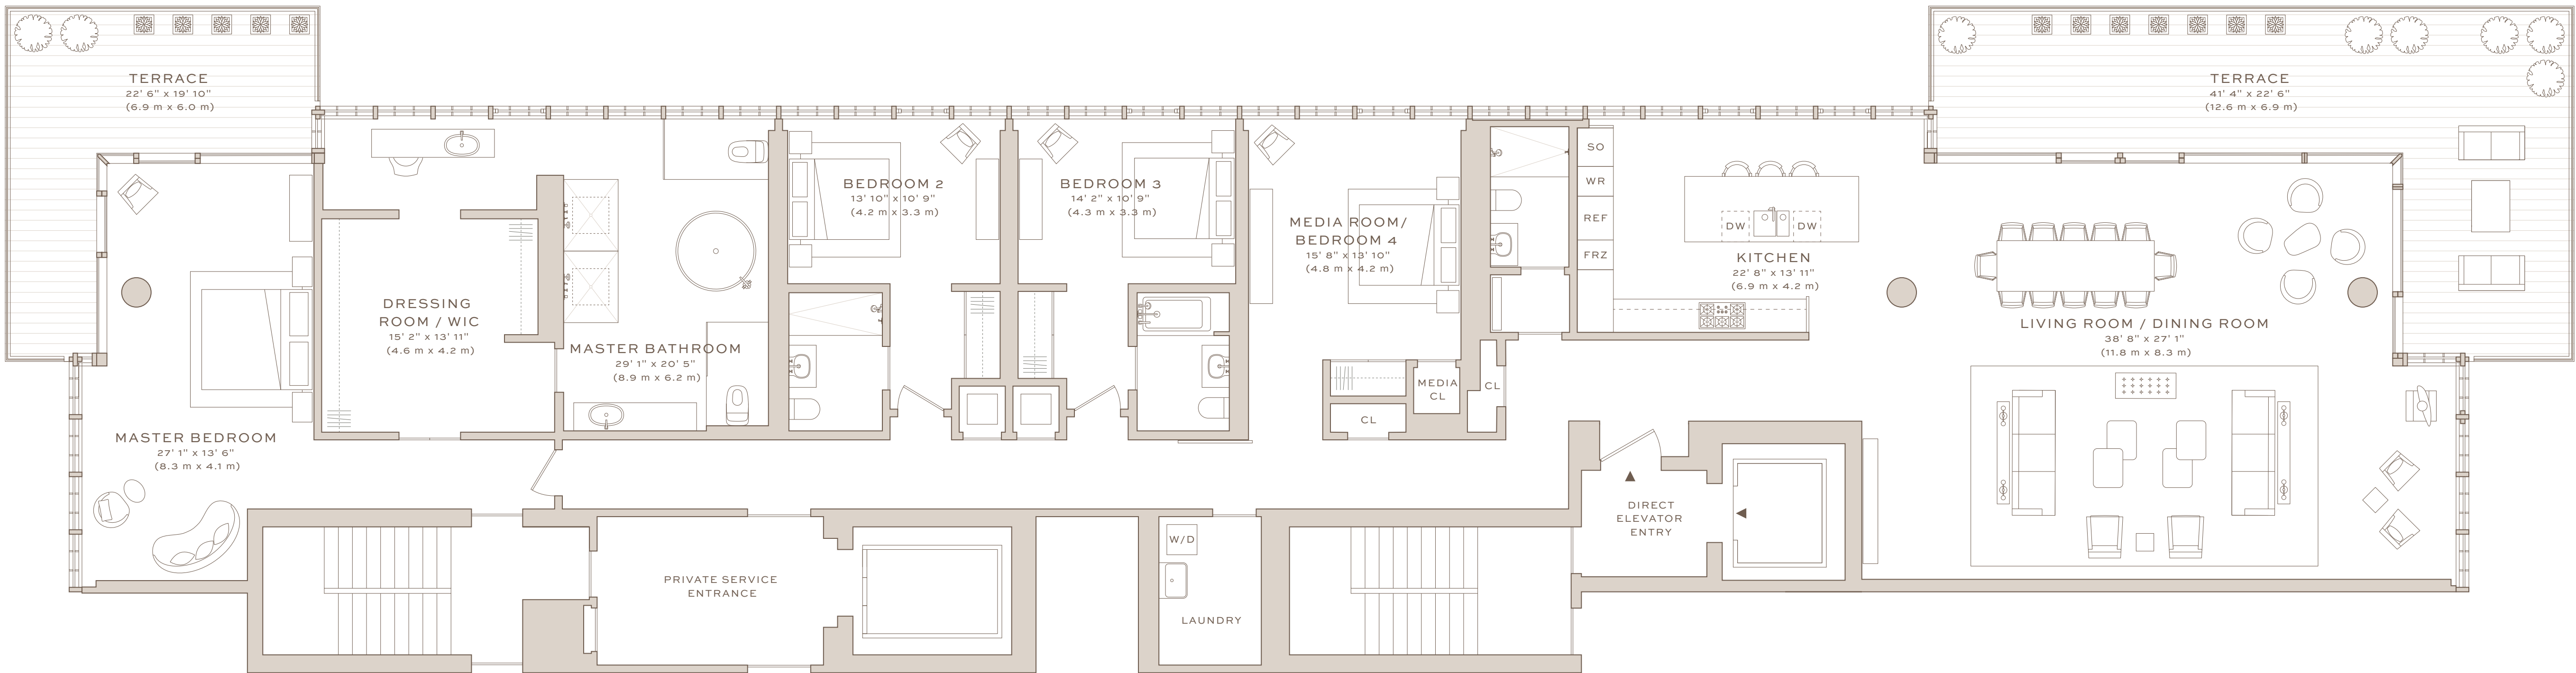 TERRACE
22' 6" x 19' 10"
(6.9 m x 6.0 m)
TERRACE
41' 4" x 22' 6"
(12.6 m x 6.9 m)
BEDROOM 2
13' 10" x 10' 9"
(4.2 m x 3.3 m)
BEDROOM 3
14' 2" x 10' 9"
(4.3 m x 3.3 m)
MEDIA ROOM/
BEDROOM 4
15' 8" x 13' 10"
(4.8 m x 4.2 m)
SO
WR
REF
FRZ
DW
DW
KITCHEN
22' 8" x 13' 11"
(6.9 m x 4.2 m)
DRESSING
ROOM / WIC
15' 2" x 13' 11"
(4.6 m x 4.2 m)
MASTER BATHROOM
29' 1" x 20' 5"
(8.9 m x 6.2 m)
LIVING ROOM / DINING ROOM
38' 8" x 27' 1"
(11.8 m x 8.3 m)
MEDIA
CL
CL
CL
MASTER BEDROOM
27' 1" x 13' 6"
(8.3 m x 4.1 m)
DIRECT
ELEVATOR
ENTRY
W/D
PRIVATE SERVICE
ENTRANCE
LAUNDRY